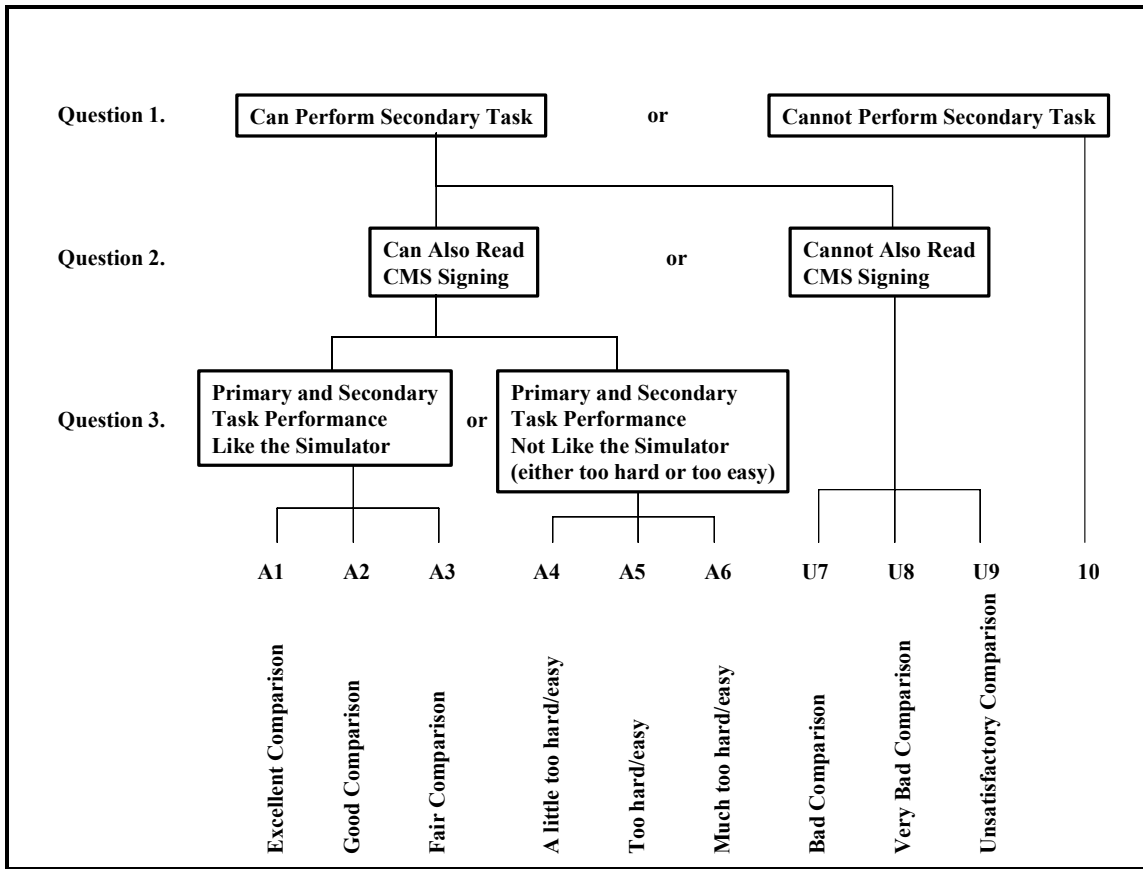 Question 1.
Can Perform Secondary Task
or
Cannot Perform Secondary Task
Question 2.
Can Also Read
CMS Signing
or
Cannot Also Read
CMS Signing
Question 3.
Primary and Secondary
Task Performance
Like the Simulator
or
Primary and Secondary
Task Performance
Not Like the Simulator
(either too hard or too easy)
A1
A2
A3
A4
A5
A6
U7
U8
U9
10
Excellent Comparison
Good Comparison
Fair Comparison
A little too hard/easy
Too hard/easy
Much too hard/easy
Bad Comparison
Very Bad Comparison
Unsatisfactory Comparison